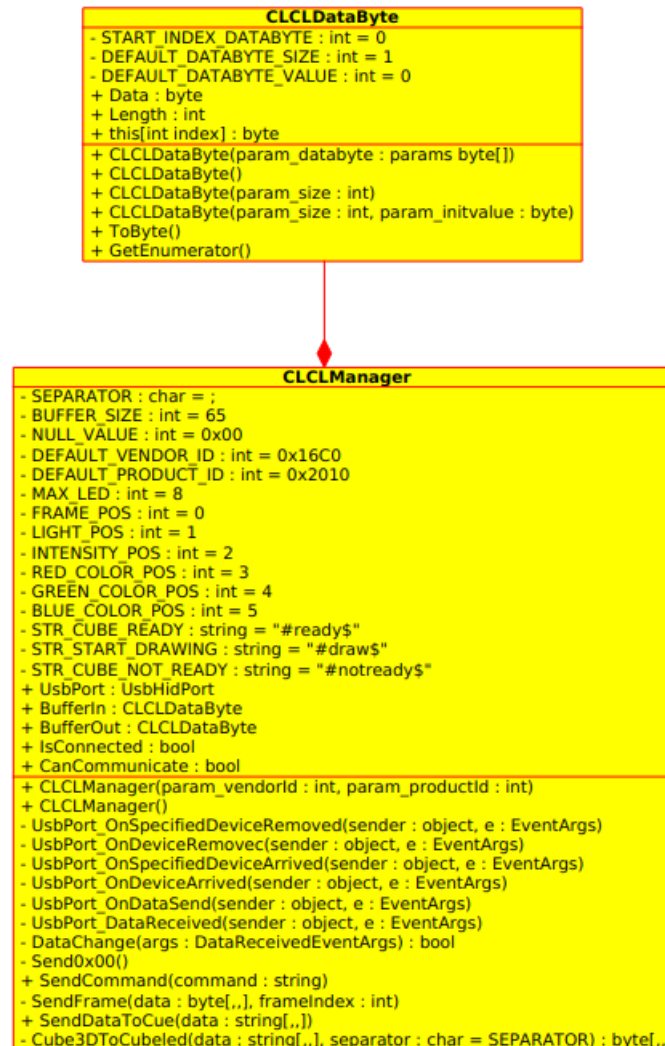 CLCLDataByte
- START_INDEX_DATABYTE : int = 0
- DEFAULT_DATABYTE_SIZE : int = 1
- DEFAULT_DATABYTE_VALUE : int = 0
+ Data : byte
+ Length : int
+ this[int index] : byte
+ CLCLDataByte(param_databyte : params byte[])
+ CLCLDataByte()
+ CLCLDataByte(param_size : int)
+ CLCLDataByte(param_size : int, param_initvalue : byte)
+ ToByte()
+ GetEnumerator()
CLCLManager
- SEPARATOR : char = ;
- BUFFER_SIZE : int = 65
- NULL_VALUE : int = 0x00
- DEFAULT_VENDOR_ID : int = 0x16C0
- DEFAULT_PRODUCT_ID : int = 0x2010
- MAX_LED : int = 8
- FRAME_POS : int = 0
- LIGHT_POS : int = 1
- INTENSITY_POS : int = 2
- RED_COLOR_POS : int = 3
- GREEN_COLOR_POS : int = 4
- BLUE_COLOR_POS : int = 5
- STR_CUBE_READY : string = "#ready$"
- STR_START_DRAWING : string = "#draw$"
- STR_CUBE_NOT_READY : string = "#notready$"
+ UsbPort : UsbHidPort
+ BufferIn : CLCLDataByte
+ BufferOut : CLCLDataByte
+ IsConnected : bool
+ CanCommunicate : bool
+ CLCLManager(param_vendorId : int, param_productId : int)
+ CLCLManager()
- UsbPort_OnSpecifiedDeviceRemoved(sender : object, e : EventArgs)
- UsbPort_OnDeviceRemovec(sender : object, e : EventArgs)
- UsbPort_OnSpecifiedDeviceArrived(sender : object, e : EventArgs)
- UsbPort_OnDeviceArrived(sender : object, e : EventArgs)
- UsbPort_OnDataSend(sender : object, e : EventArgs)
- UsbPort_DataReceived(sender : object, e : EventArgs)
- DataChange(args : DataReceivedEventArgs) : bool
- Send0x00()
+ SendCommand(command : string)
- SendFrame(data : byte[,,], frameIndex : int)
+ SendDataToCue(data : string[,,])
- Cube3DToCubeled(data : string[,,], separator : char = SEPARATOR) : byte[,,